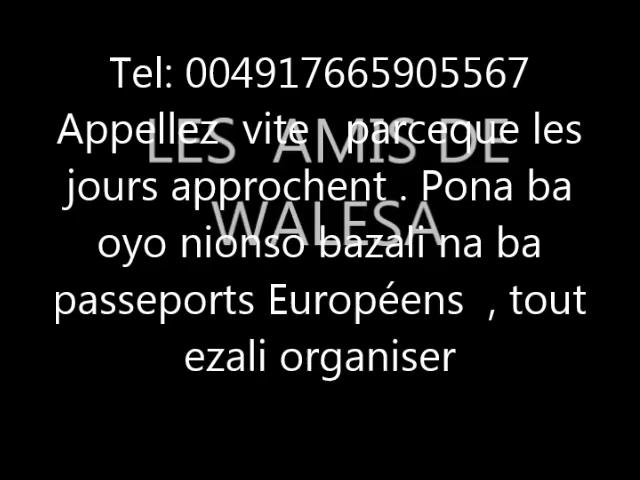 Tel: 004917665905567
Appellez vite parceque les
jours approchent . Pona ba
oyo nionso bazali na ba
passeports Européens , tout
ezali organiser
LES AMIS DE
WALESA